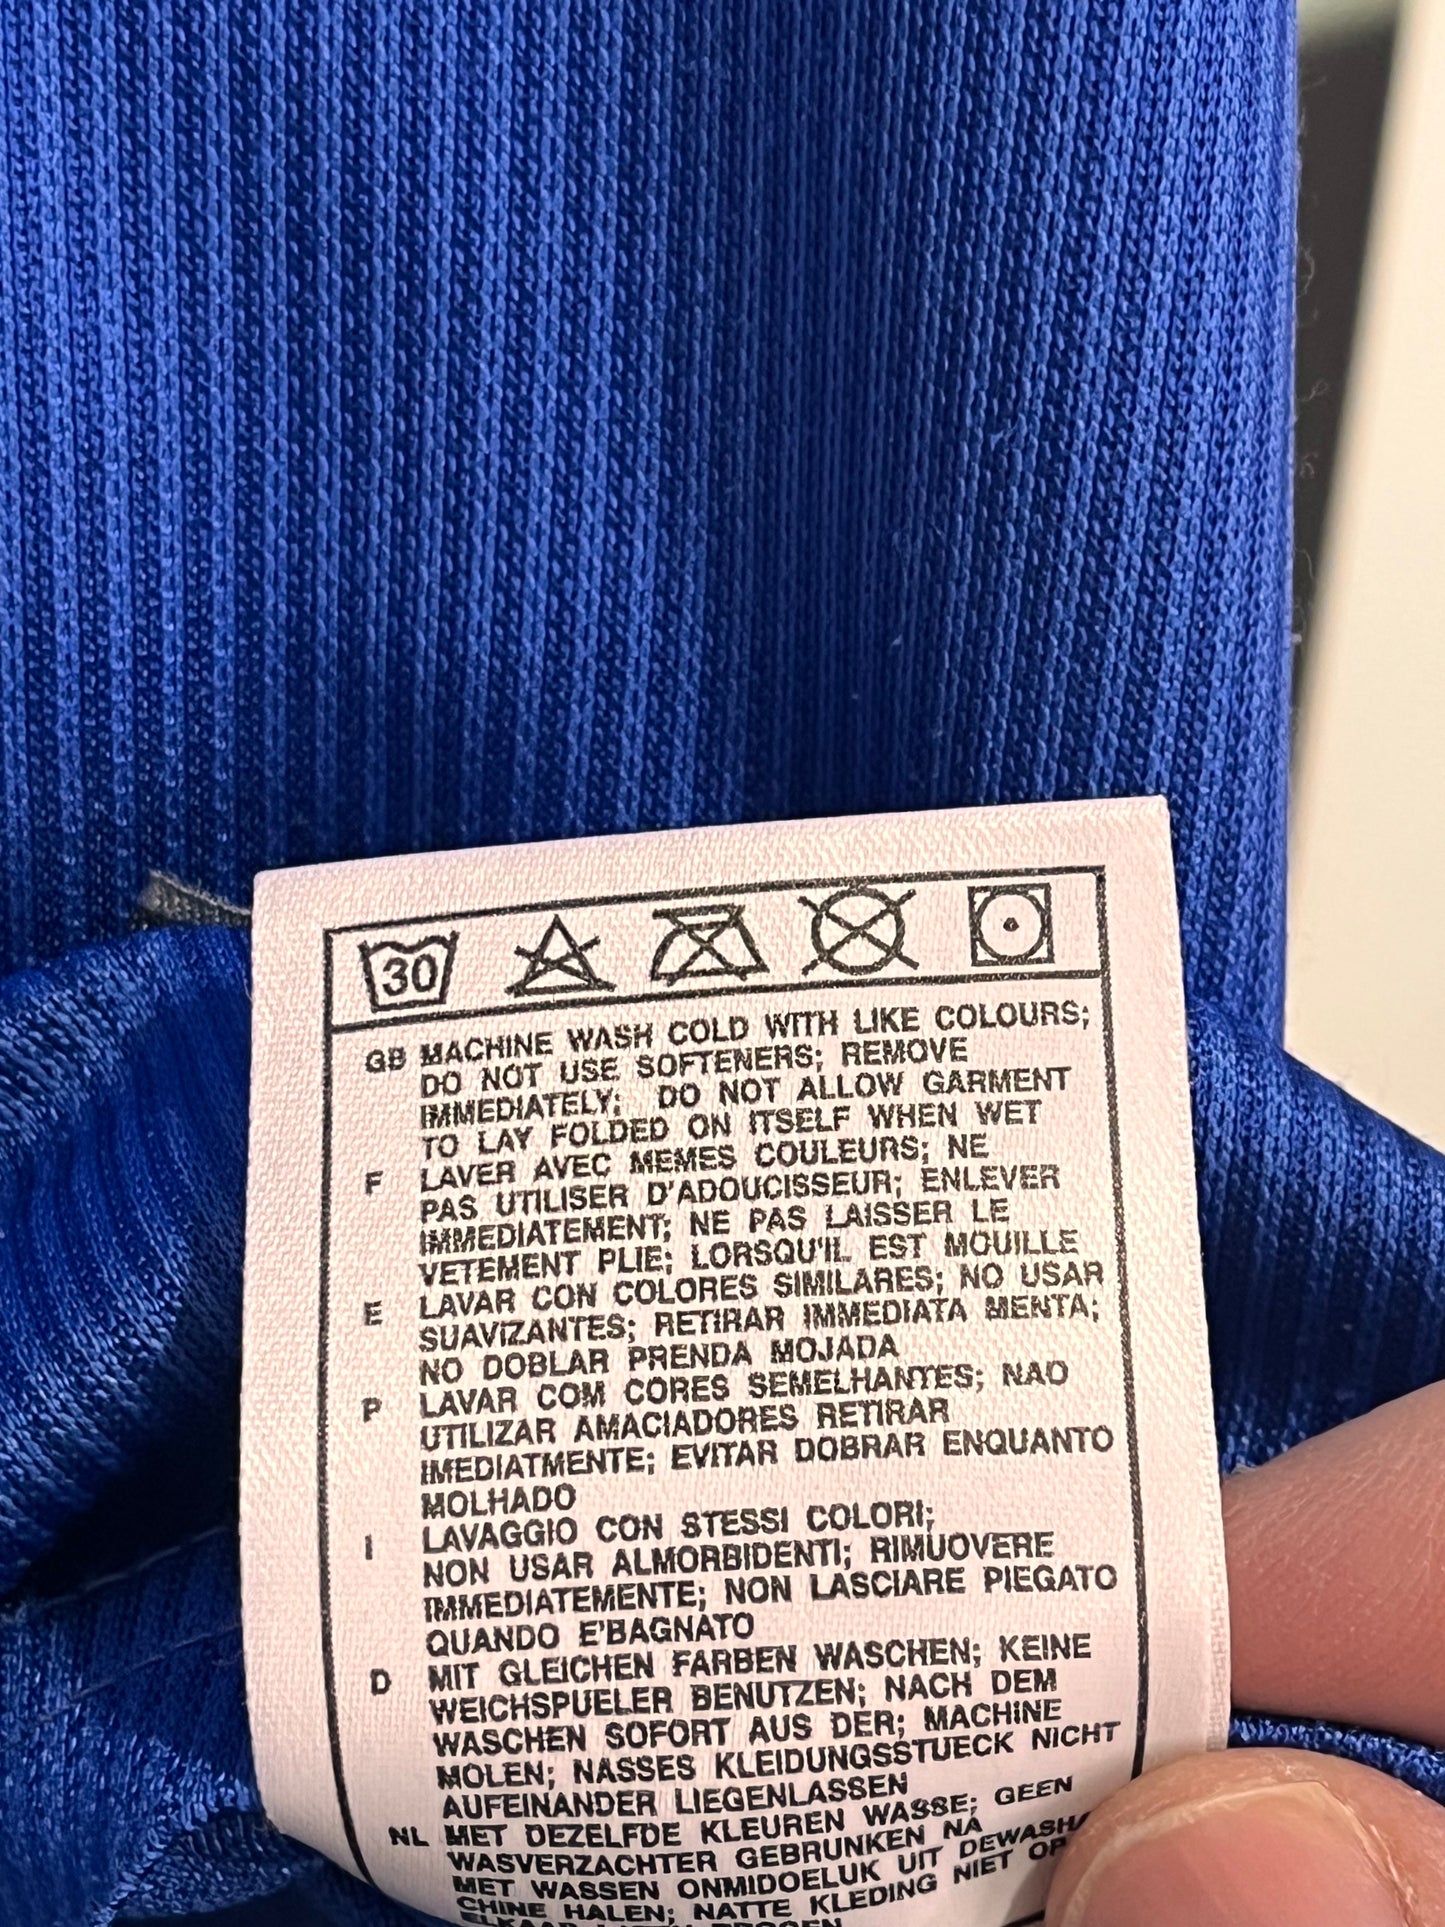 30
GB MACHINE WASH COLD WITH LIKE COLOURS;
DO NOT USE SOFTENERS; REMOVE
IMMEDIATELY; DO NOT ALLOW GARMENT
TO LAY FOLDED ON ITSELF WHEN WET
F LAVER AVEC MEMES COULEURS; NE
PAS UTILISER D'ADOUCISSEUR; ENLEVER
IMMEDIATEMENT; NE PAS LAISSER LE
VETEMENT PLIE; LORSQU'IL EST MOUILLE
E LAVAR CON COLORES SIMILARES; NO USAR
SUAVIZANTES; RETIRAR IMMEDIATA MENTA;
NO DOBLAR PRENDA MOJADA
P LAVAR COM CORES SEMELHANTES; NAO
UTILIZAR AMACIADORES RETIRAR
IMEDIATMENTE; EVITAR DOBRAR ENQUANTO
MOLHADO
I LAVAGGIO CON STESSI COLORI;
NON USAR ALMORBIDENTI; RIMUOVERE
IMMEDIATEMENTE; NON LASCIARE PIEGATO
QUANDO E'BAGNATO
D MIT GLEICHEN FARBEN WASCHEN; KEINE
WEICHSPUELER BENUTZEN; NACH DEM
WASCHEN SOFORT AUS DER; MACHINE
MOLEN; NASSES KLEIDUNGSSTUECK NICHT
AUFEINANDER LIEGENLASSEN
NL MET DEZELFDE KLEUREN WASSE; GEEN
WASVERZACHTER GEBRUNKEN NA
MET WASSEN ONMIDOELUK UIT DEWASHA
CHINE HALEN; NATTE KLEDING NIET OP